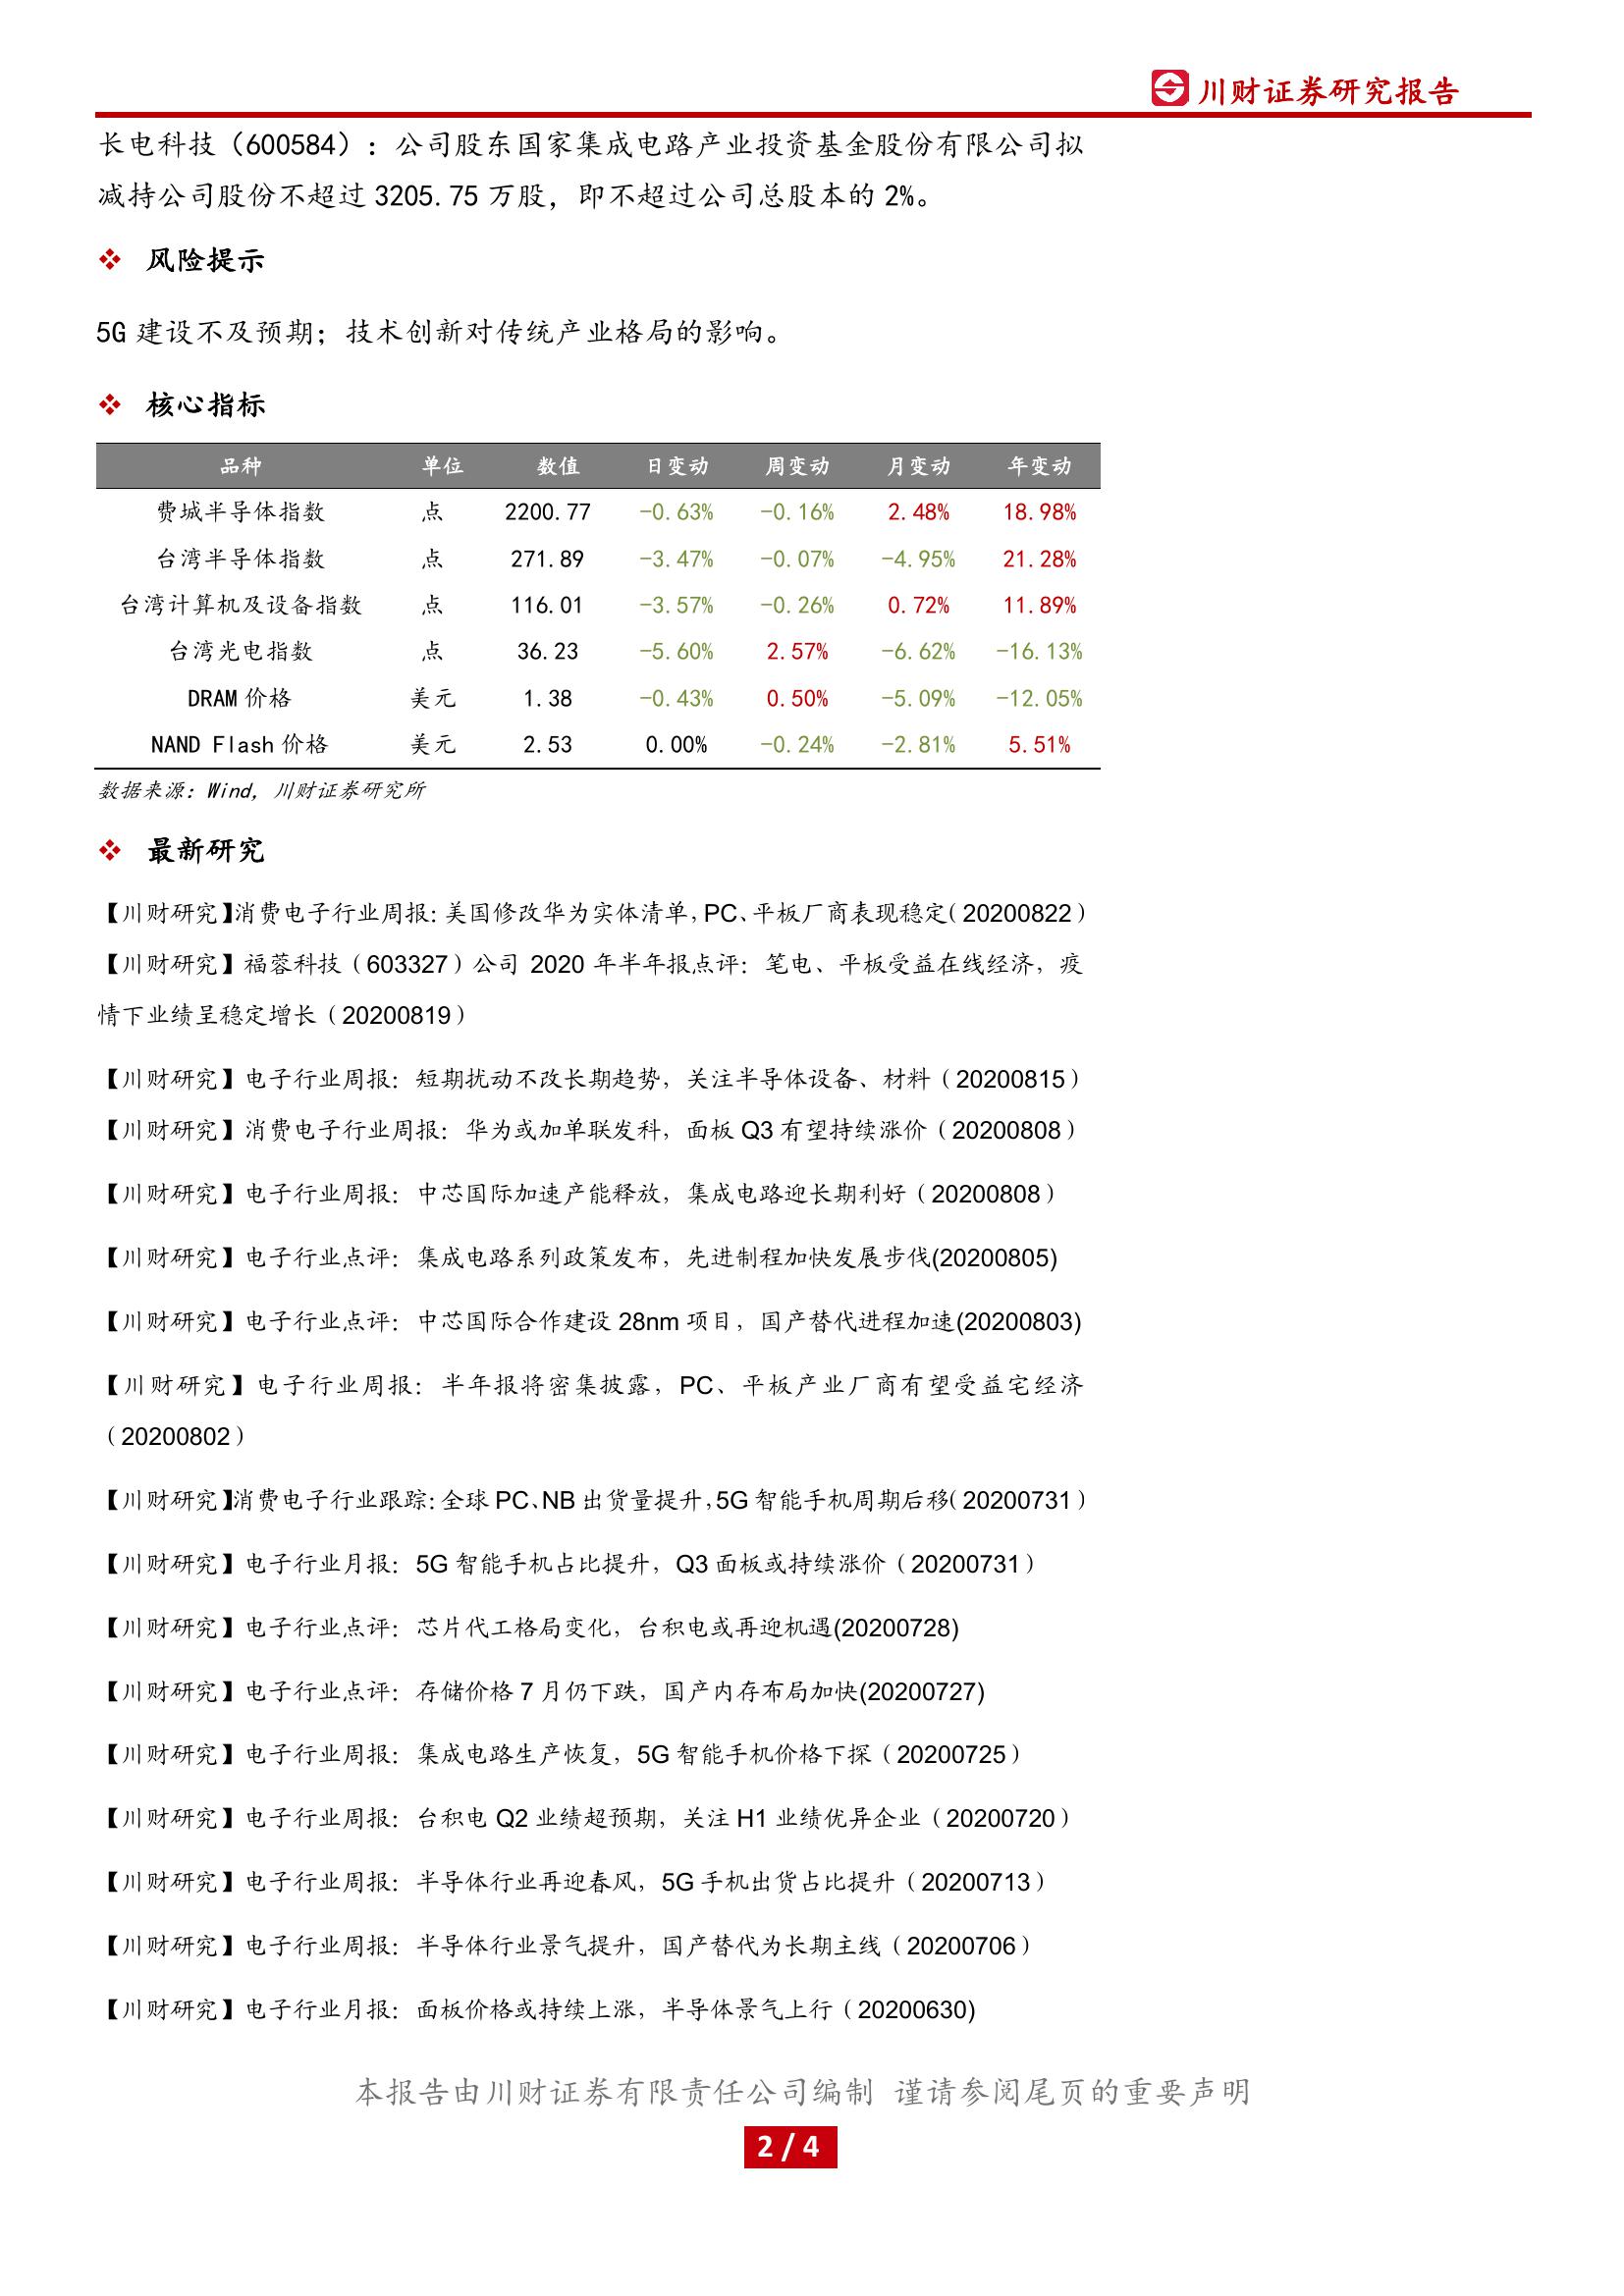 川财证券研究报告
长电科技（600584）：公司股东国家集成电路产业投资基金股份有限公司拟
减持公司股份不超过 3205.75 万股，即不超过公司总股本的 2%。
❖ 风险提示
5G 建设不及预期；技术创新对传统产业格局的影响。
❖ 核心指标
品种 单位 数值 日变动 周变动 月变动 年变动
费城半导体指数 点 2200.77 -0.63% -0.16% 2.48% 18.98%
台湾半导体指数 点 271.89 -3.47% -0.07% -4.95% 21.28%
台湾计算机及设备指数 点 116.01 -3.57% -0.26% 0.72% 11.89%
台湾光电指数 点 36.23 -5.60% 2.57% -6.62% -16.13%
DRAM 价格 美元 1.38 -0.43% 0.50% -5.09% -12.05%
NAND Flash 价格 美元 2.53 0.00% -0.24% -2.81% 5.51%
数据来源：Wind，川财证券研究所
❖ 最新研究
【川财研究】消费电子行业周报：美国修改华为实体清单，PC、平板厂商表现稳定（20200822）
【川财研究】福蓉科技（603327）公司 2020 年半年报点评：笔电、平板受益在线经济，疫
情下业绩呈稳定增长（20200819）
【川财研究】电子行业周报：短期扰动不改长期趋势，关注半导体设备、材料（20200815）
【川财研究】消费电子行业周报：华为或加单联发科，面板 Q3 有望持续涨价（20200808）
【川财研究】电子行业周报：中芯国际加速产能释放，集成电路迎长期利好（20200808）
【川财研究】电子行业点评：集成电路系列政策发布，先进制程加快发展步伐(20200805)
【川财研究】电子行业点评：中芯国际合作建设 28nm 项目，国产替代进程加速(20200803)
【川财研究】电子行业周报：半年报将密集披露，PC、平板产业厂商有望受益宅经济
（20200802）
【川财研究】消费电子行业跟踪：全球 PC、NB 出货量提升，5G 智能手机周期后移（20200731）
【川财研究】电子行业月报：5G 智能手机占比提升，Q3 面板或持续涨价（20200731）
【川财研究】电子行业点评：芯片代工格局变化，台积电或再迎机遇(20200728)
【川财研究】电子行业点评：存储价格 7 月仍下跌，国产内存布局加快(20200727)
【川财研究】电子行业周报：集成电路生产恢复，5G 智能手机价格下探（20200725）
【川财研究】电子行业周报：台积电 Q2 业绩超预期，关注 H1 业绩优异企业（20200720）
【川财研究】电子行业周报：半导体行业再迎春风，5G 手机出货占比提升（20200713）
【川财研究】电子行业周报：半导体行业景气提升，国产替代为长期主线（20200706）
【川财研究】电子行业月报：面板价格或持续上涨，半导体景气上行（20200630)
本报告由川财证券有限责任公司编制 谨请参阅尾页的重要声明
2 / 4